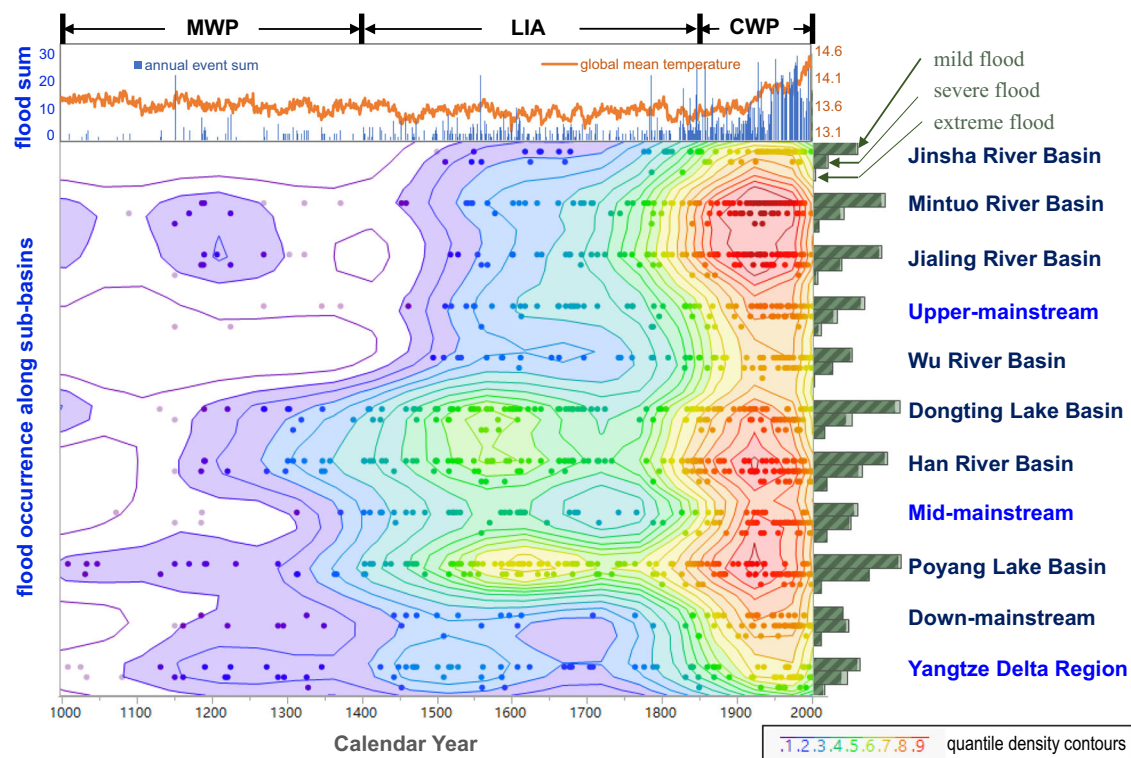 MWP LIA CWP
30
20
10
0
flood sum
annual event sum
global mean temperature
14.6
14.1
13.6
13.1
mild flood
severe flood
extreme flood
flood occurrence along sub-basins
Jinsha River Basin
Mintuo River Basin
Jialing River Basin
Upper-mainstream
Wu River Basin
Dongting Lake Basin
Han River Basin
Mid-mainstream
Poyang Lake Basin
Down-mainstream
Yangtze Delta Region
1000 1200 1300 1400 1500 1600 1700 1800 1900 2000
Calendar Year
.1 .2 .3 .4 .5 .6 .7 .8 .9 quantile density contours